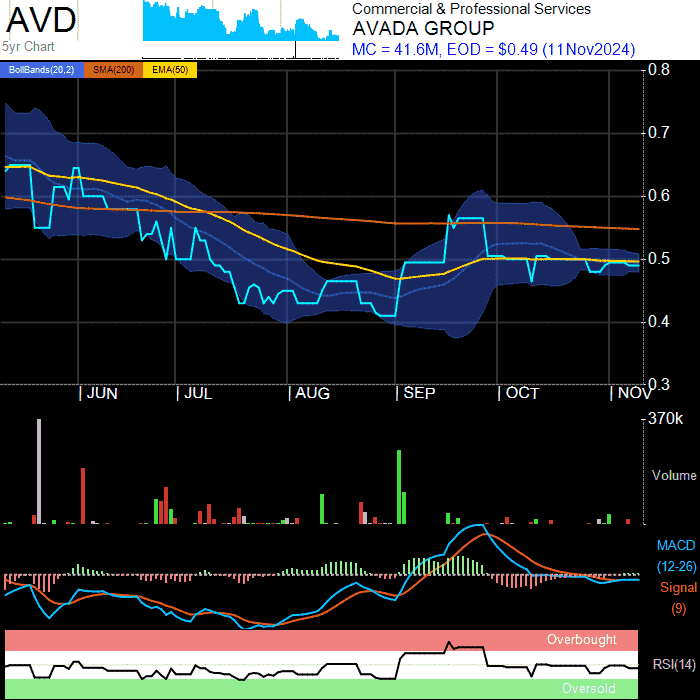 AVD
5yr Chart
Commercial & Professional Services
AVADA GROUP
MC = 41.6M, EOD = $0.49 (11Nov2024)
BollBands(20,2) SMA(200) EMA(50)
0.8
0.7
0.6
0.5
0.4
0.3
JUN JUL AUG SEP OCT NOV
370k
Volume
MACD
(12-26)
Signal
(9)
Overbought
RSI(14)
Oversold